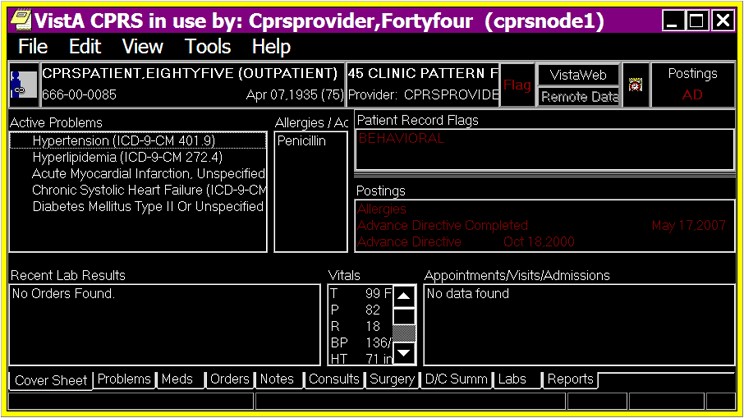 VistA CPRS in use by: Cprsprovider,Fortyfour (cprsnode1)
File Edit View Tools Help
CPRSPATIENT,EIGHTYFIVE (OUTPATIENT)
666-00-0085 Apr 07,1935 (75)
45 CLINIC PATTERN F
Provider: CPRSPROVIDE
Flag
VistaWeb
Remote Data
Postings
AD
Active Problems
Hypertension (ICD-9-CM 401.9)
Hyperlipidemia (ICD-9-CM 272.4)
Acute Myocardial Infarction, Unspecified
Chronic Systolic Heart Failure (ICD-9-CM
Diabetes Mellitus Type II Or Unspecified
Allergies / Ac
Penicillin
Patient Record Flags
BEHAVIORAL
Postings
Allergies
Advance Directive Completed May 17,2007
Advance Directive Oct 18,2000
Recent Lab Results
No Orders Found.
Vitals
T 99 F
P 82
R 18
BP 136/
HT 71 in
Appointments/Visits/Admissions
No data found
Cover Sheet Problems Meds Orders Notes Consults Surgery D/C Summ Labs Reports